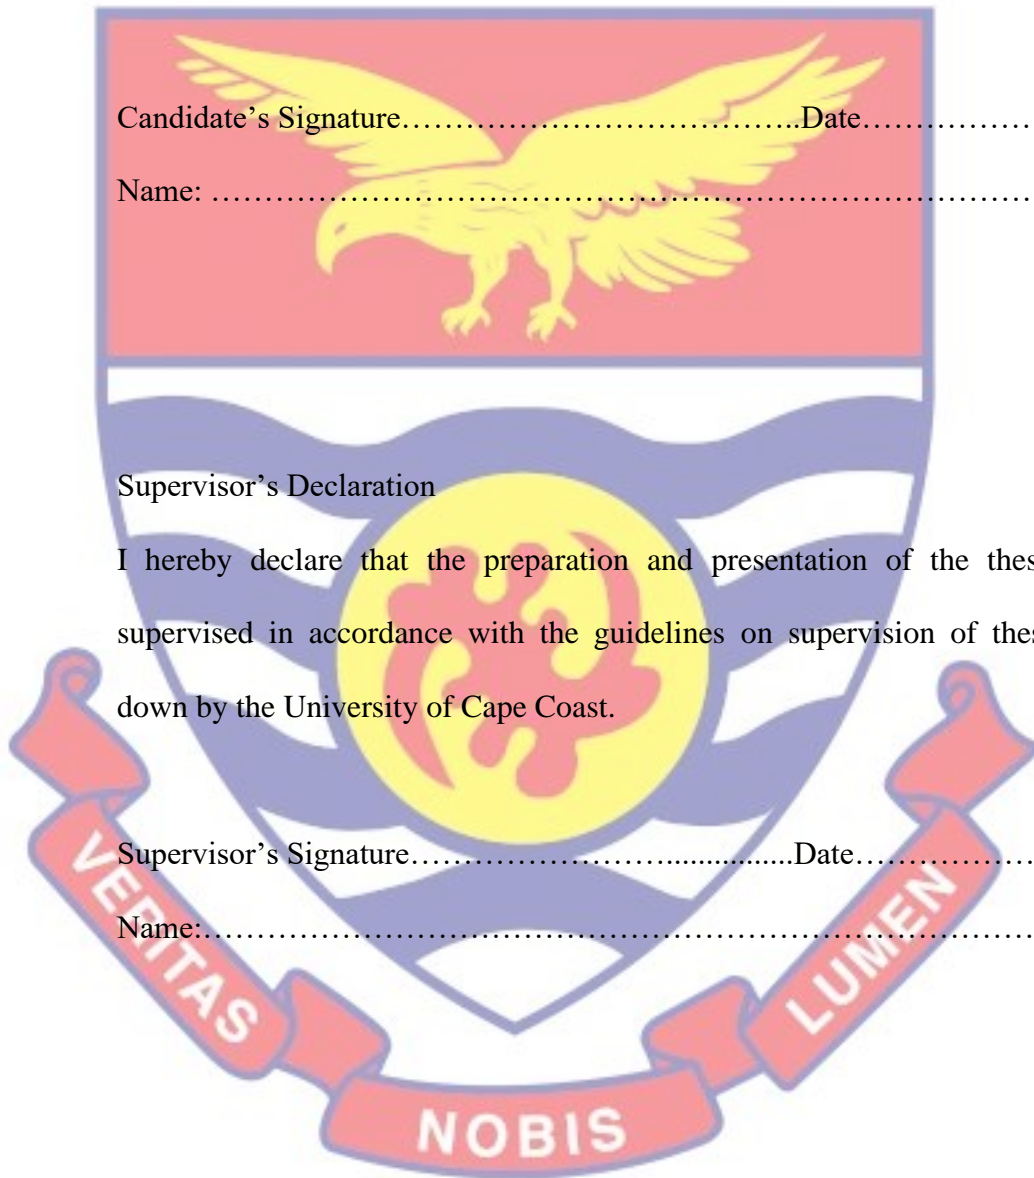 Candidate's Signature………………………………..Date………………
Name: ……………………………………………………………………
Supervisor's Declaration
I hereby declare that the preparation and presentation of the thes
supervised in accordance with the guidelines on supervision of thes
down by the University of Cape Coast.
Supervisor's Signature……………………................Date………………
Name:……………………………………………………………………
VERITAS
NOBIS
LUMEN